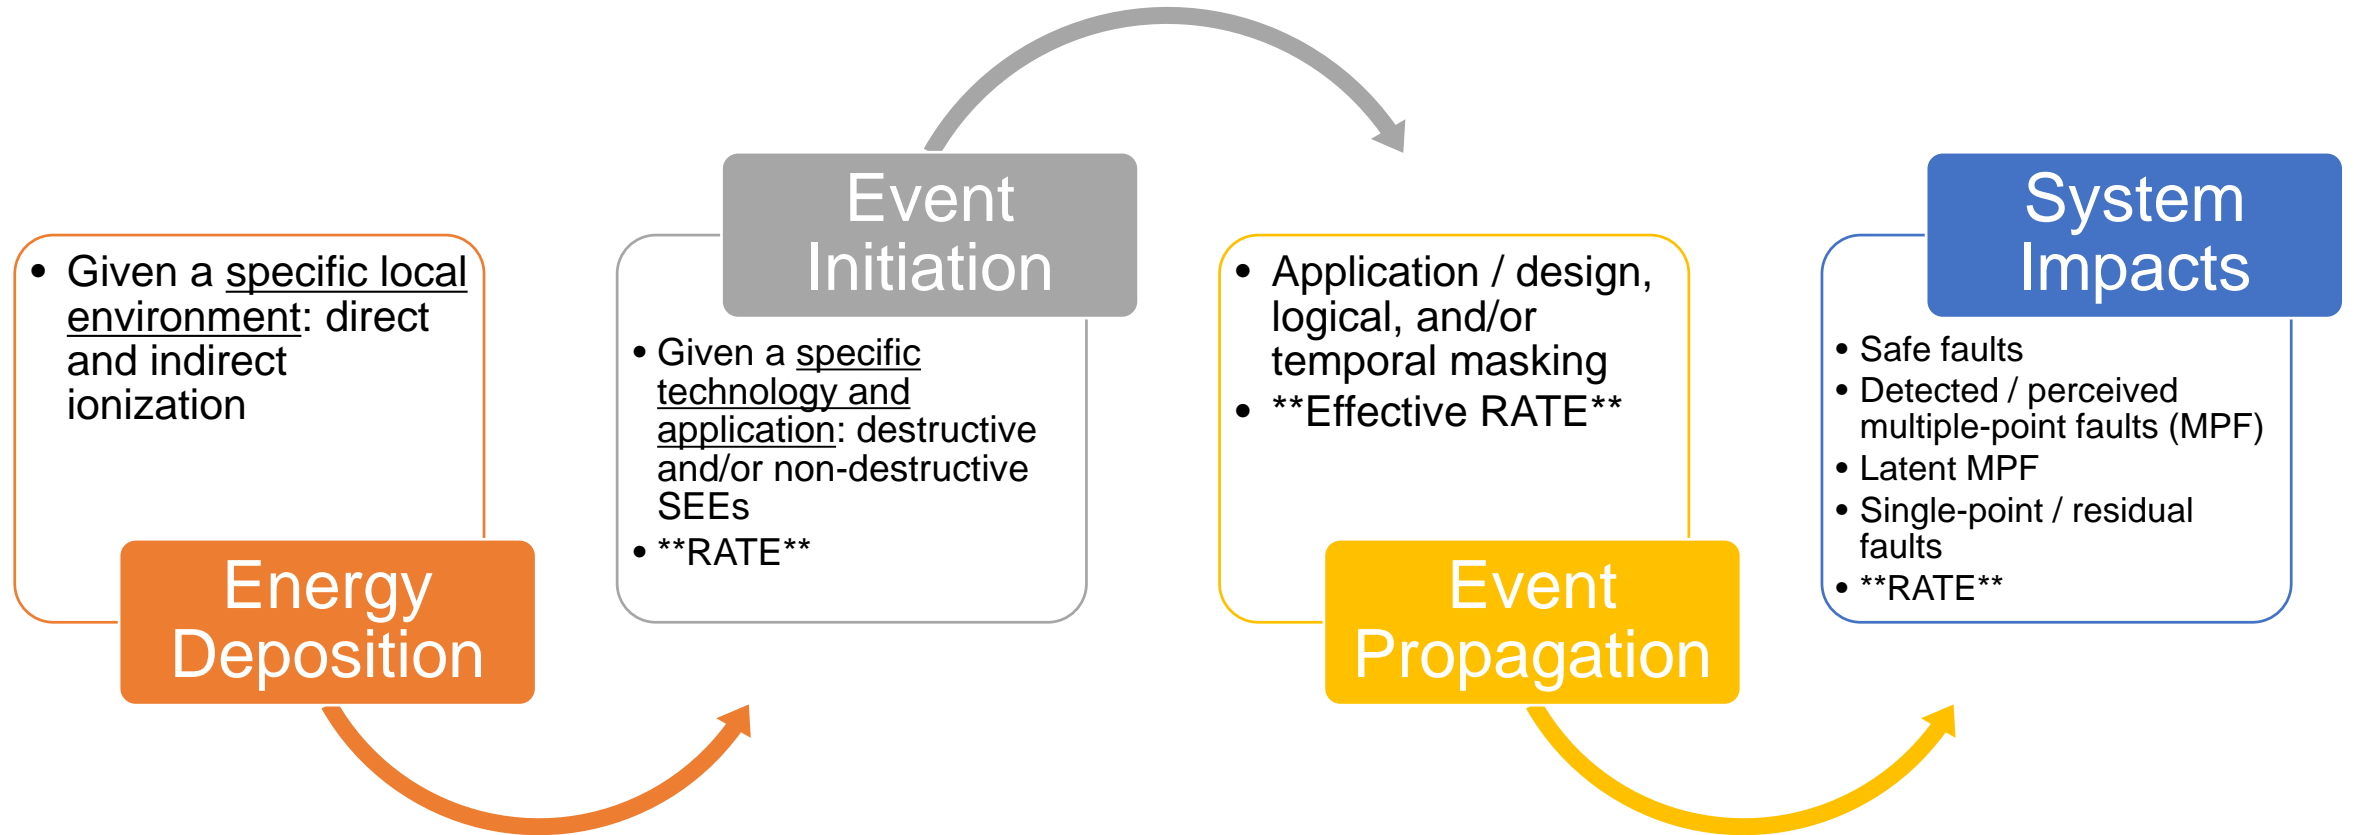 • Given a specific local
environment: direct
and indirect
ionization
Energy
Deposition
Event
Initiation
• Given a specific
technology and
application: destructive
and/or non-destructive
SEEs
• **RATE**
• Application / design,
logical, and/or
temporal masking
• **Effective RATE**
Event
Propagation
System
Impacts
• Safe faults
• Detected / perceived
multiple-point faults (MPF)
• Latent MPF
• Single-point / residual
faults
• **RATE**